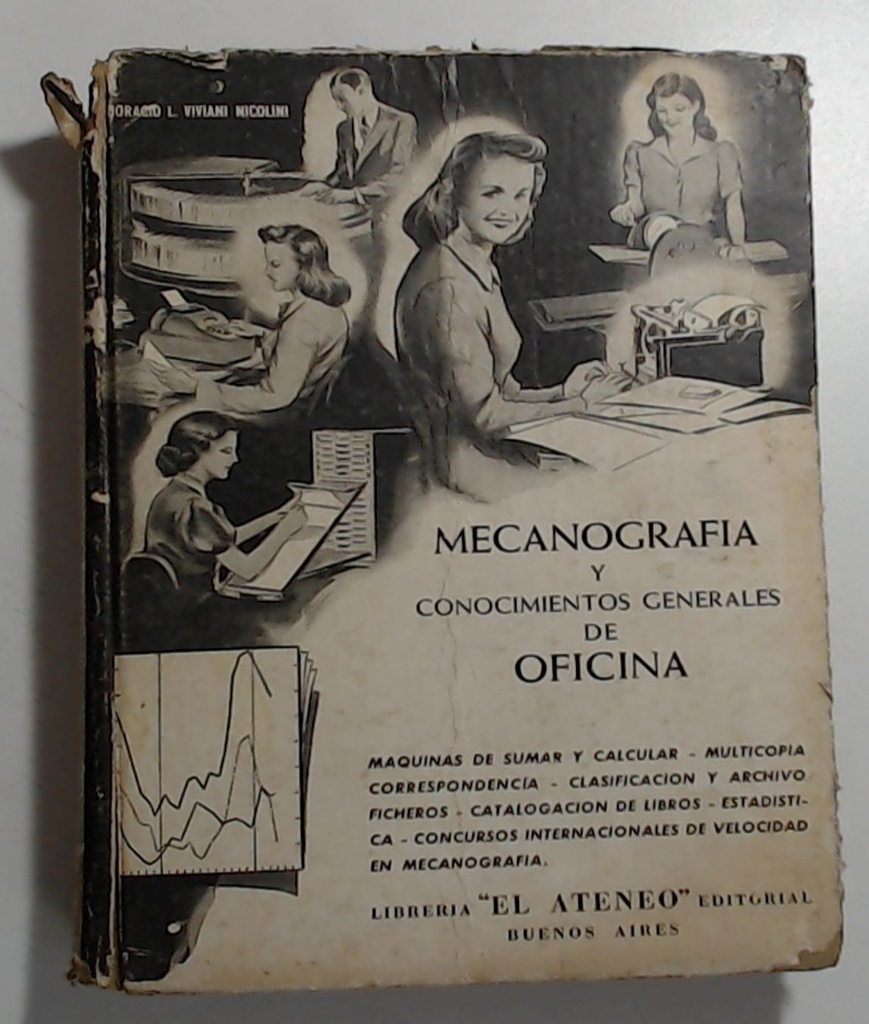 HORACIO L. VIVIANI NICOLINI
MECANOGRAFIA
Y
CONOCIMIENTOS GENERALES
DE
OFICINA
MAQUINAS DE SUMAR Y CALCULAR - MULTICOPIA
CORRESPONDENCIA - CLASIFICACION Y ARCHIVO
FICHEROS - CATALOGACION DE LIBROS - ESTADISTI-
CA - CONCURSOS INTERNACIONALES DE VELOCIDAD
EN MECANOGRAFIA.
LIBRERIA "EL ATENEO" EDITORIAL
BUENOS AIRES